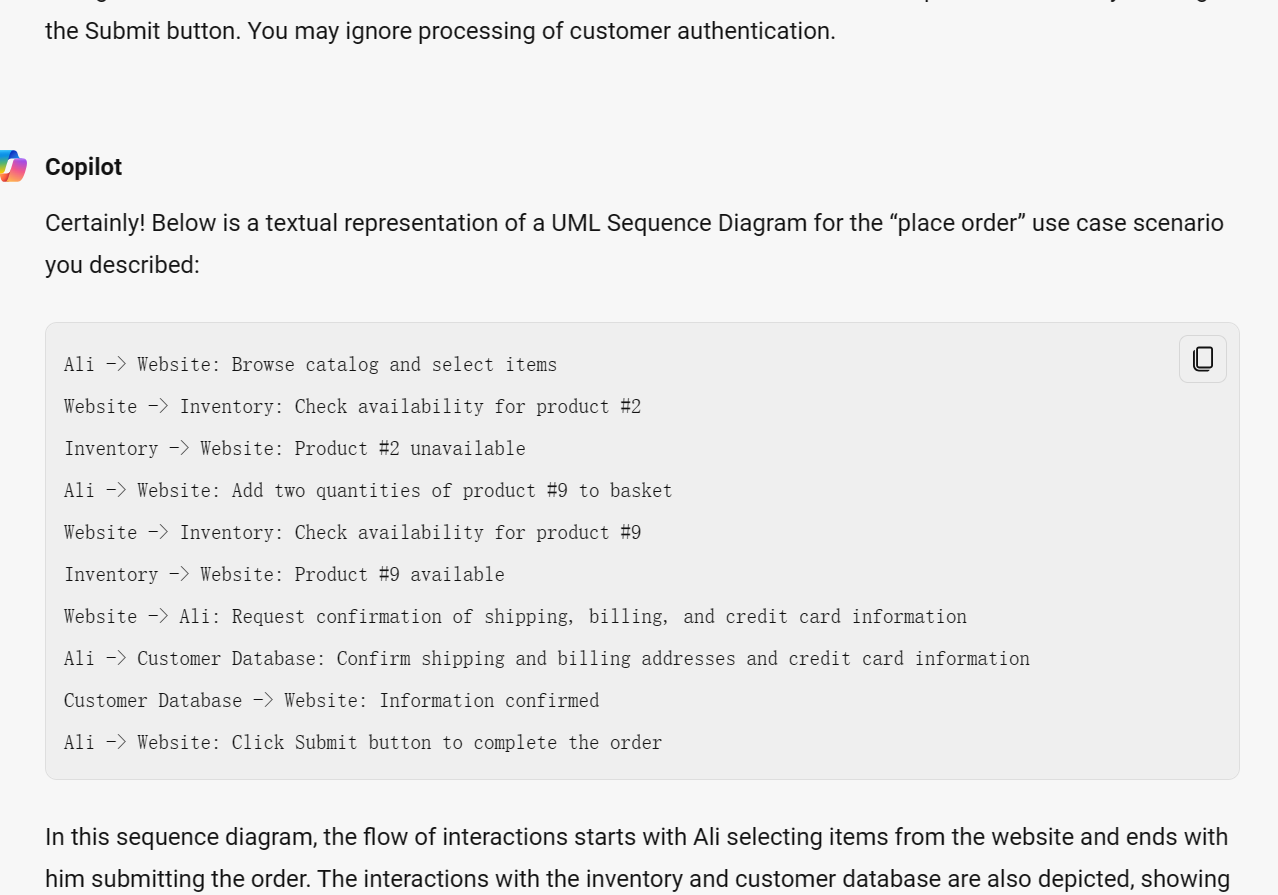 the Submit button. You may ignore processing of customer authentication.
Copilot
Certainly! Below is a textual representation of a UML Sequence Diagram for the “place order” use case scenario
you described:
Ali -> Website: Browse catalog and select items
Website -> Inventory: Check availability for product #2
Inventory -> Website: Product #2 unavailable
Ali -> Website: Add two quantities of product #9 to basket
Website -> Inventory: Check availability for product #9
Inventory -> Website: Product #9 available
Website -> Ali: Request confirmation of shipping, billing, and credit card information
Ali -> Customer Database: Confirm shipping and billing addresses and credit card information
Customer Database -> Website: Information confirmed
Ali -> Website: Click Submit button to complete the order
In this sequence diagram, the flow of interactions starts with Ali selecting items from the website and ends with
him submitting the order. The interactions with the inventory and customer database are also depicted, showing